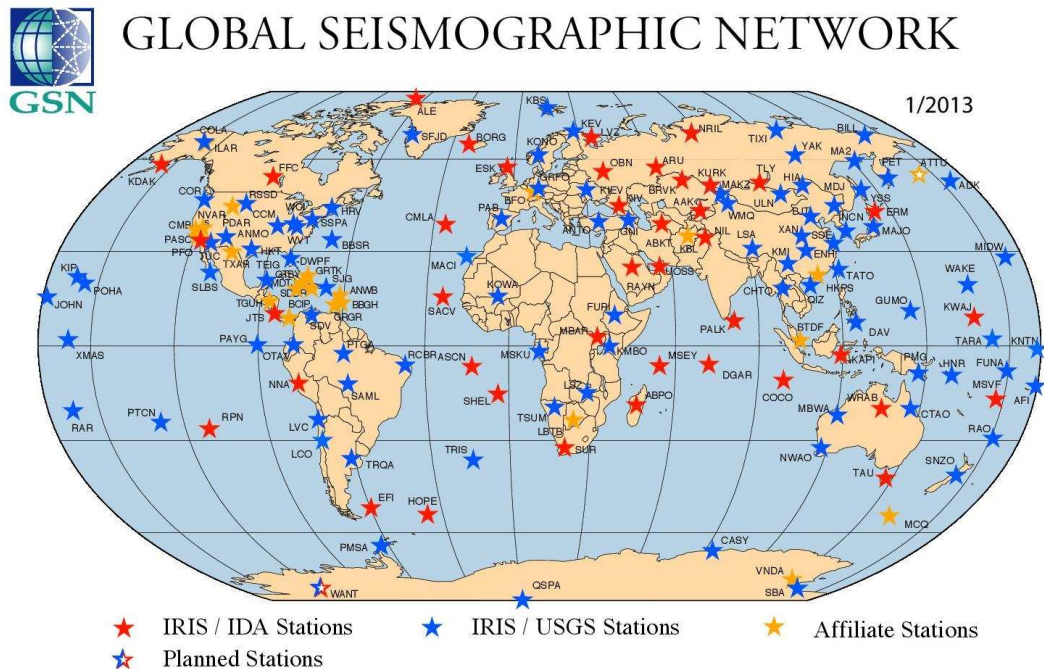 GLOBAL SEISMOGRAPHIC NETWORK
GSN
1/2013
ALE
KBS
COLA
ILAR
SFJD
BORG
KEV
LVZ
NRIL
TIXI
BILL
KONO
YAK
MA2
KDAK
FFC
ESK
OBN
ARU
TLY
PET
ATTU
COR
RSSD
GRFO
KURK
HIA
ADK
BFO
KIEV
BRVK
MAKZ
MDJ
YSS
NVAR
CCM
WCI
HRV
CMLA
PAB
KIV
AAK
ULN
ERM
CMB
PDAR
SSPA
ANTO
GNI
WMQ
BJT
INCN
PASC
ANMO
WVT
BBSR
ABKT
NIL
XAN
SSE
MAJO
PFO
TUC
HKT
KBL
LSA
MIDW
TXAR
DWPF
MACI
KMI
ENH
KIP
SLBS
TEIG
GRTK
UOSS
TATO
WAKE
POHA
SJG
KOWA
RAYN
CHTO
HKPS
JOHN
MDT
ANWB
QIZ
GUMO
TGUH
BCIP
BBGH
SACV
FURI
KWAJ
JTS
SDV
GRGR
MBAR
PALK
BTDF
DAV
TARA
KNTN
XMAS
PAYG
OTAV
PTGA
RCBR
ASCN
MSKU
KMBO
MSEY
KAPI
PMG
HNR
FUNA
NNA
SAML
DGAR
MSVF
SHEL
LSZ
ABPO
COCO
WRAB
AFI
RAR
PTCN
RPN
LVC
TSUM
MBWA
CTAO
LBTB
RAO
LCO
TRQA
TRIS
SUR
NWAO
SNZO
TAU
EFI
HOPE
MCQ
PMSA
CASY
VNDA
WANT
QSPA
SBA
IRIS / IDA Stations
IRIS / USGS Stations
Affiliate Stations
Planned Stations